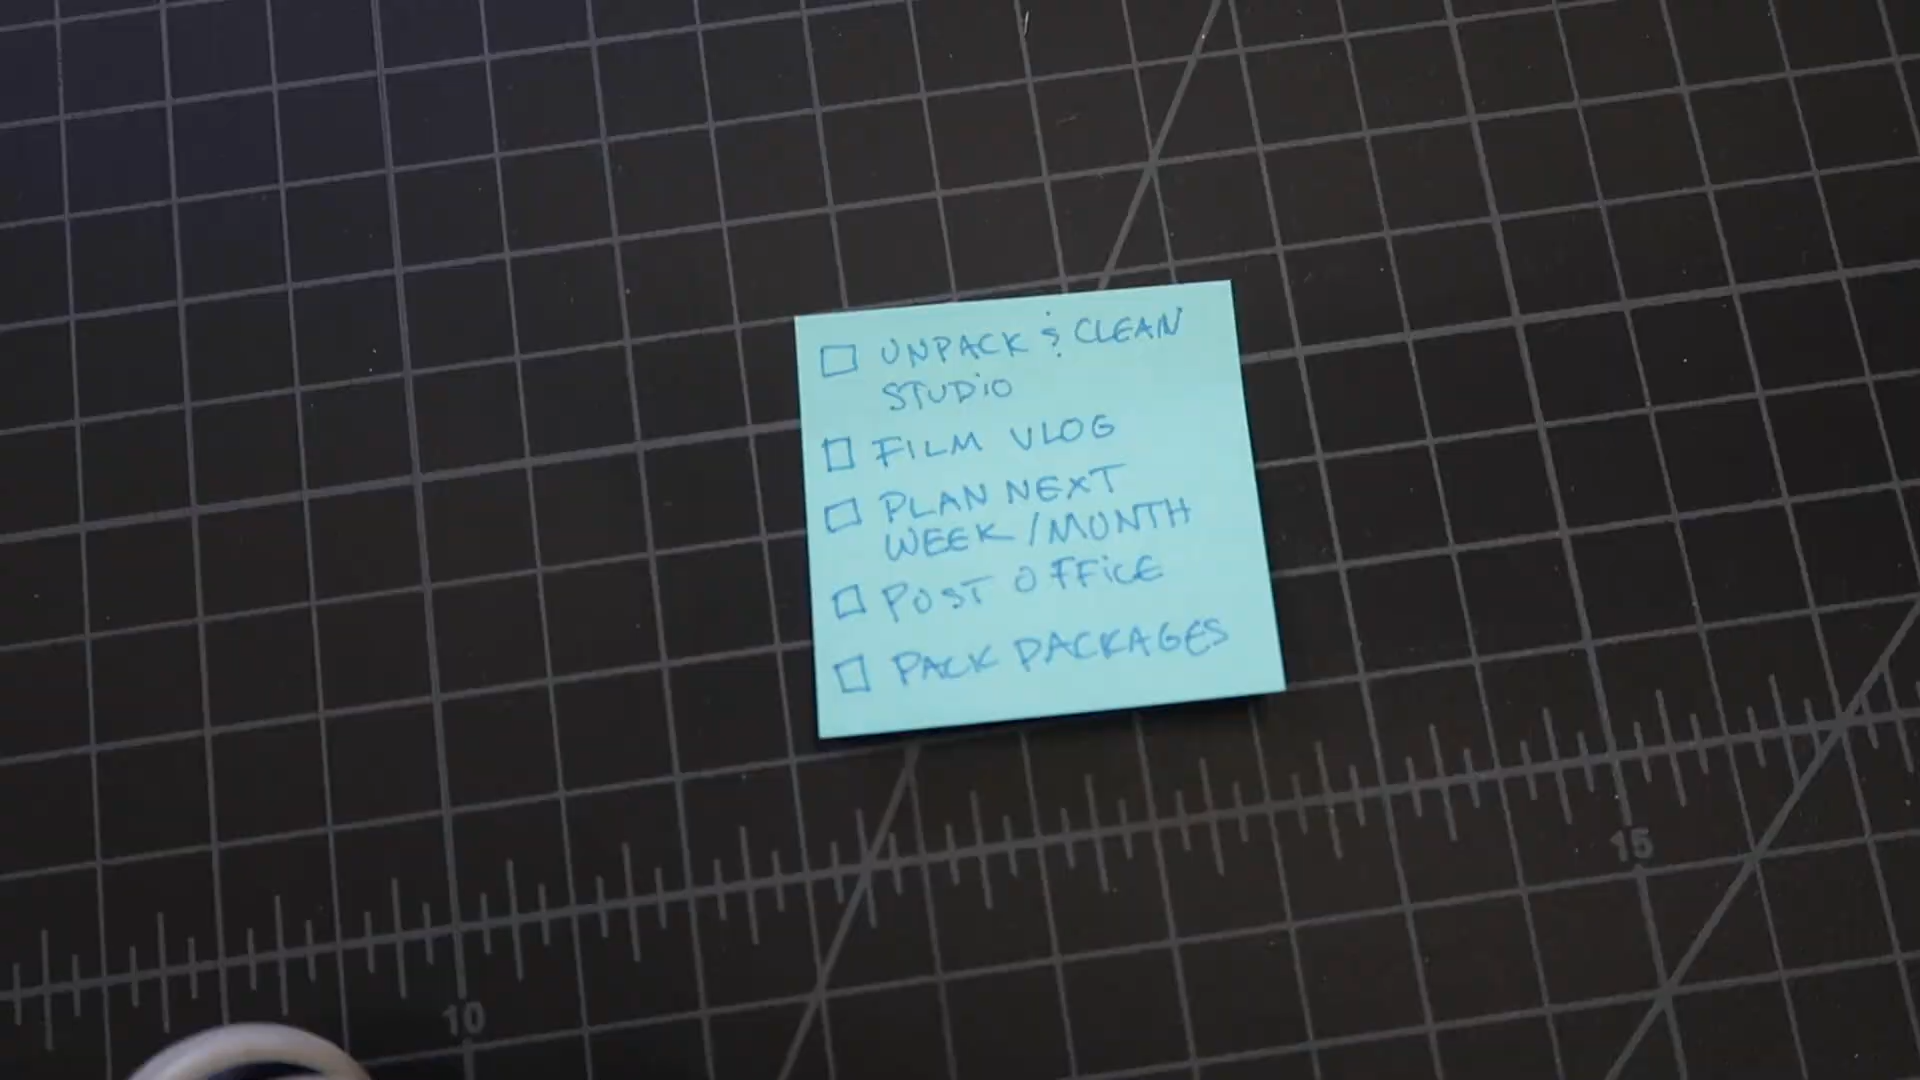 UNPACK & CLEAN
STUDIO
FILM VLOG
PLAN NEXT
WEEK / MONTH
POST OFFICE
PACK PACKAGES
15
10